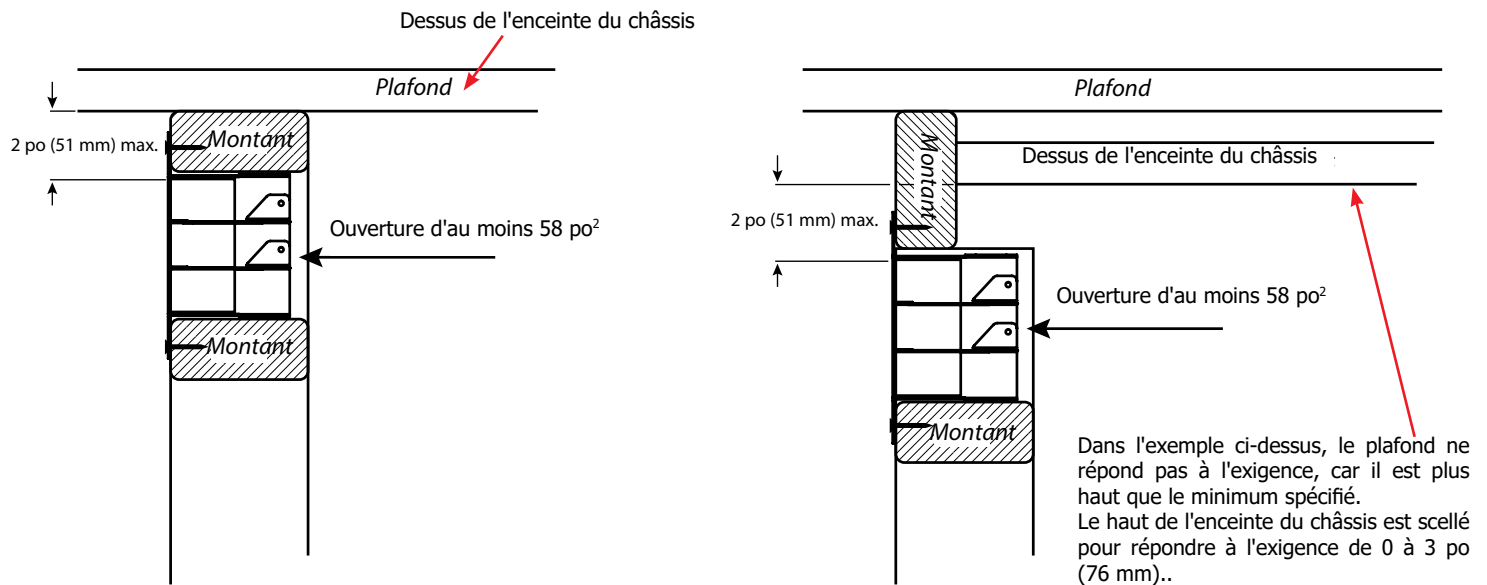 Dessus de l'enceinte du châssis
Plafond
Montant
2 po (51 mm) max.
Ouverture d'au moins 58 po²
Montant
Plafond
Montant
Dessus de l'enceinte du châssis
2 po (51 mm) max.
Ouverture d'au moins 58 po²
Montant
Dans l'exemple ci-dessus, le plafond ne
répond pas à l'exigence, car il est plus
haut que le minimum spécifié.
Le haut de l'enceinte du châssis est scellé
pour répondre à l'exigence de 0 à 3 po
(76 mm)..